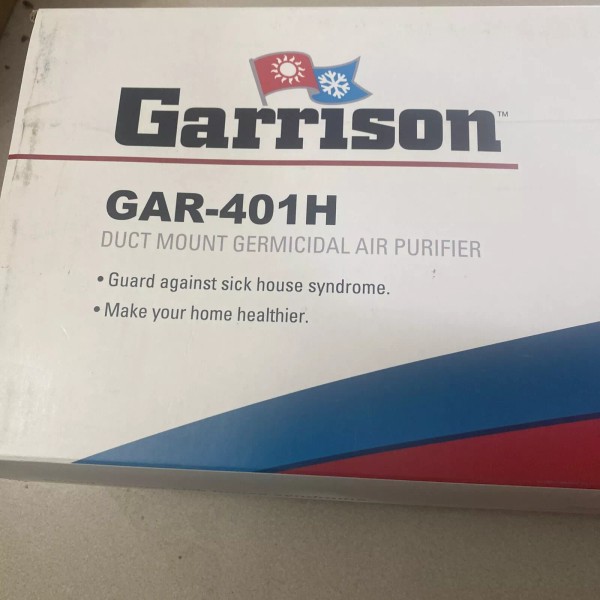 Garrison™
GAR-401H
DUCT MOUNT GERMICIDAL AIR PURIFIER
• Guard against sick house syndrome.
• Make your home healthier.